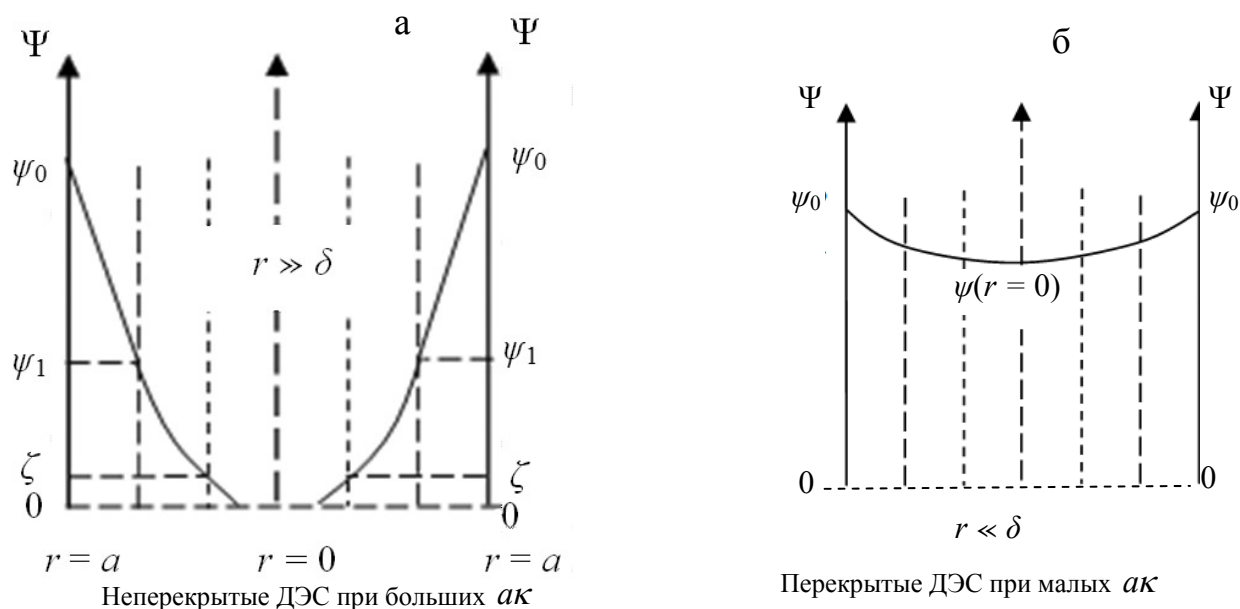 а
Ψ
Ψ
ψ0
ψ0
r ≫ δ
ψ1
ψ1
ζ
ζ
0
0
r = a
r = 0
r = a
Неперекрытые ДЭС при больших aκ
б
Ψ
Ψ
ψ0
ψ0
ψ(r = 0)
0
0
r ≪ δ
Перекрытые ДЭС при малых aκ